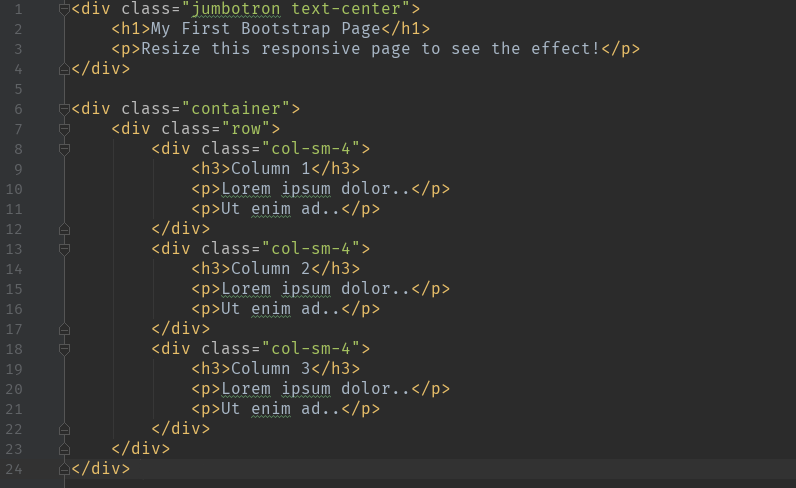 1 <div class="jumbotron text-center">
2     <h1>My First Bootstrap Page</h1>
3     <p>Resize this responsive page to see the effect!</p>
4 </div>
5
6 <div class="container">
7     <div class="row">
8         <div class="col-sm-4">
9             <h3>Column 1</h3>
10             <p>Lorem ipsum dolor..</p>
11             <p>Ut enim ad..</p>
12         </div>
13         <div class="col-sm-4">
14             <h3>Column 2</h3>
15             <p>Lorem ipsum dolor..</p>
16             <p>Ut enim ad..</p>
17         </div>
18         <div class="col-sm-4">
19             <h3>Column 3</h3>
20             <p>Lorem ipsum dolor..</p>
21             <p>Ut enim ad..</p>
22         </div>
23     </div>
24 </div>